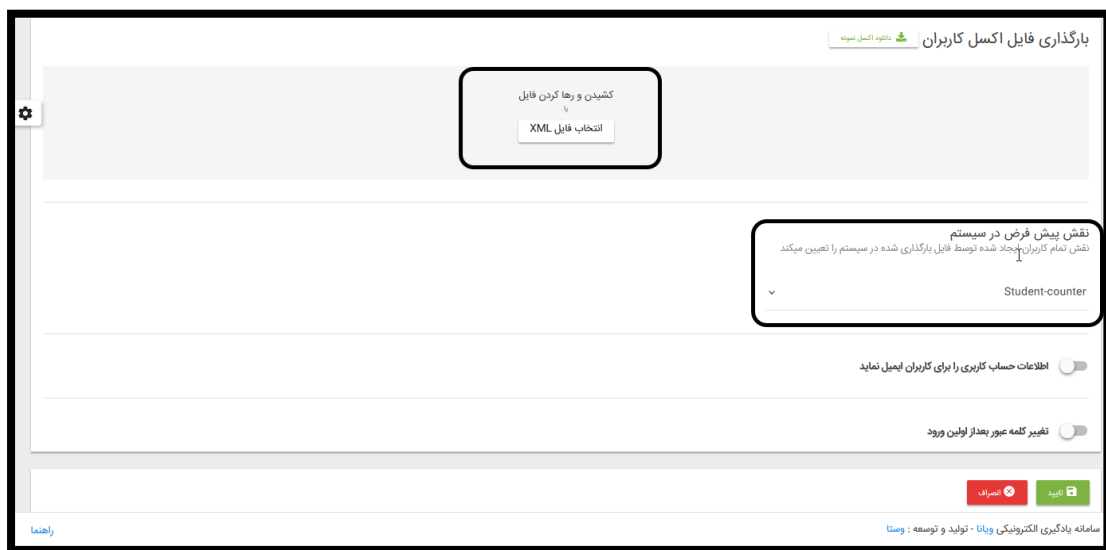 بارگذاری فایل اکسل کاربران دانلود اکسل نمونه
کشیدن و رها کردن فایل
یا
انتخاب فایل XML
نقش پیش فرض در سیستم
نقش تمام کاربران ایجاد شده توسط فایل بارگذاری شده در سیستم را تعیین میکند
Student-counter
اطلاعات حساب کاربری را برای کاربران ایمیل نماید
تغییر کلمه عبور بعداز اولین ورود
تایید انصراف
سامانه یادگیری الکترونیکی ویانا - تولید و توسعه : وستا راهنما